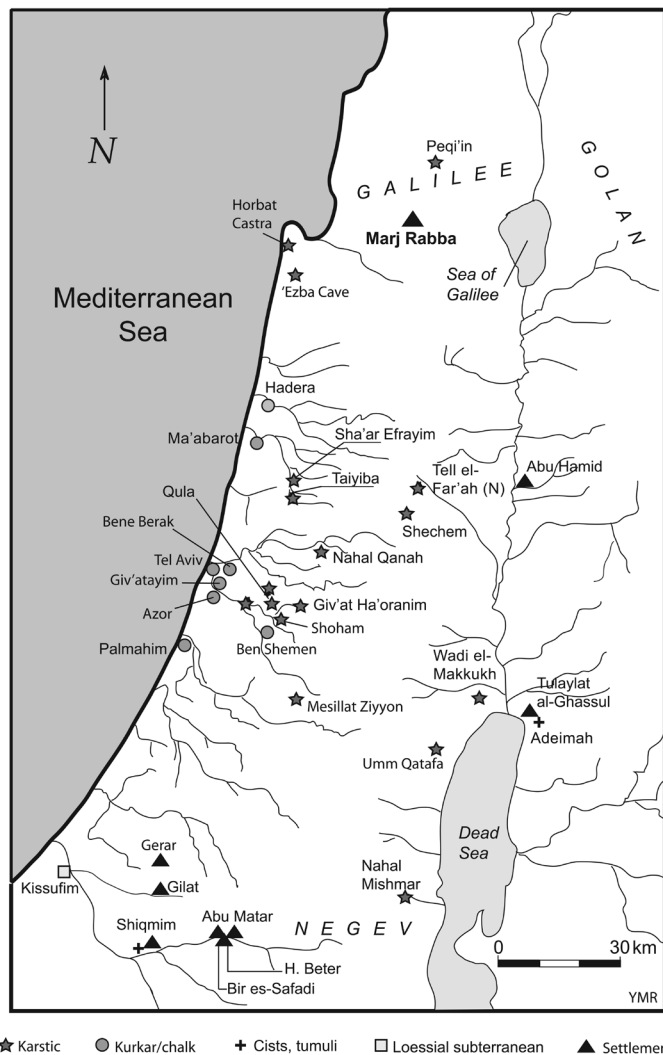 N
Peqi'in
GALILEE
GOLAN
Horbat
Castra
Marj Rabba
Sea of
Galilee
'Ezba Cave
Mediterranean
Sea
Hadera
Ma'abarot
Sha'ar Efrayim
Taiyiba
Tell el-
Far'ah (N)
Abu Hamid
Qula
Bene Berak
Shechem
Tel Aviv
Nahal Qanah
Giv'atayim
Azor
Giv'at Ha'oranim
Shoham
Ben Shemen
Palmahim
Wadi el-
Makkukh
Tulaylat
al-Ghassul
Mesillat Ziyyon
Adeimah
Umm Qatafa
Dead
Sea
Gerar
Gilat
Kissufim
Nahal
Mishmar
Shiqmim
Abu Matar
NEGEV
H. Beter
Bir es-Safadi
0 30 km
YMR
Karstic Kurkar/chalk Cists, tumuli Loessial subterranean Settlemen